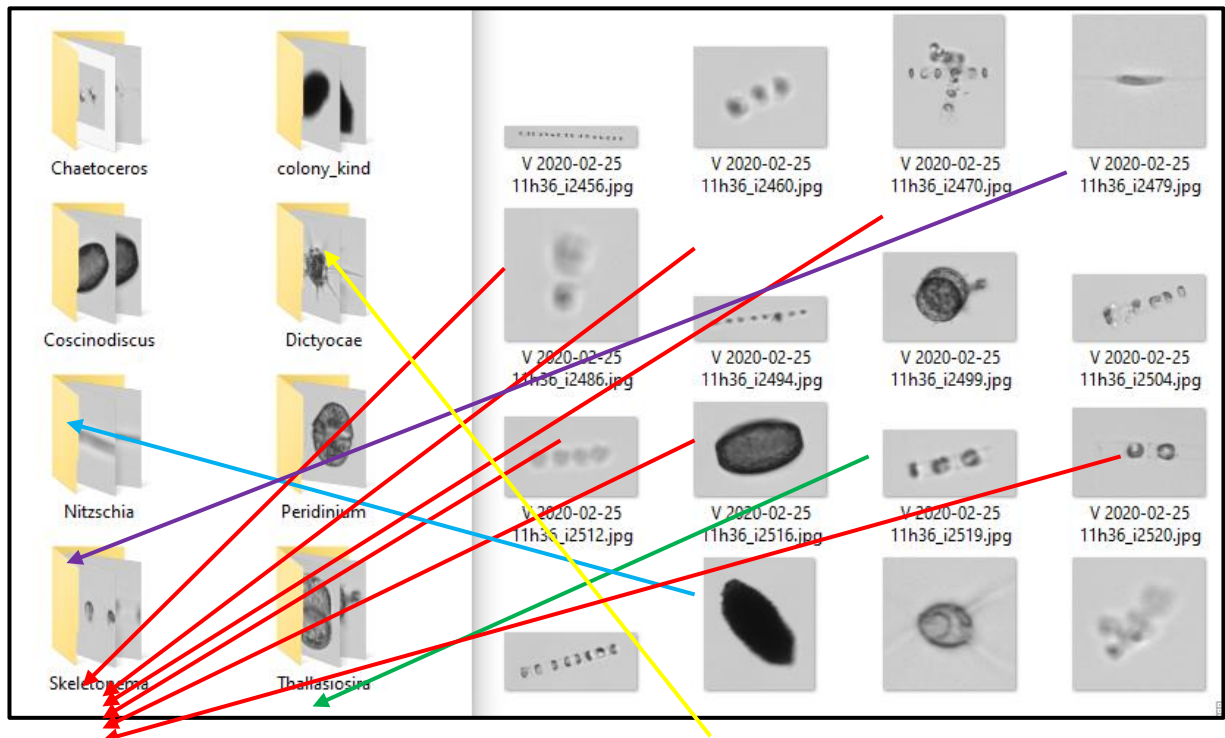 Chaetoceros
colony_kind
Coscinodiscus
Dictyocae
Nitzschia
Peridinium
Skeletonema
Thallasiosira
V 2020-02-25
11h36_i2456.jpg
V 2020-02-25
11h36_i2460.jpg
V 2020-02-25
11h36_i2470.jpg
V 2020-02-25
11h36_i2479.jpg
V 2020-02-25
11h36_i2486.jpg
V 2020-02-25
11h36_i2494.jpg
V 2020-02-25
11h36_i2499.jpg
V 2020-02-25
11h36_i2504.jpg
V 2020-02-25
11h36_i2512.jpg
V 2020-02-25
11h36_i2516.jpg
V 2020-02-25
11h36_i2519.jpg
V 2020-02-25
11h36_i2520.jpg